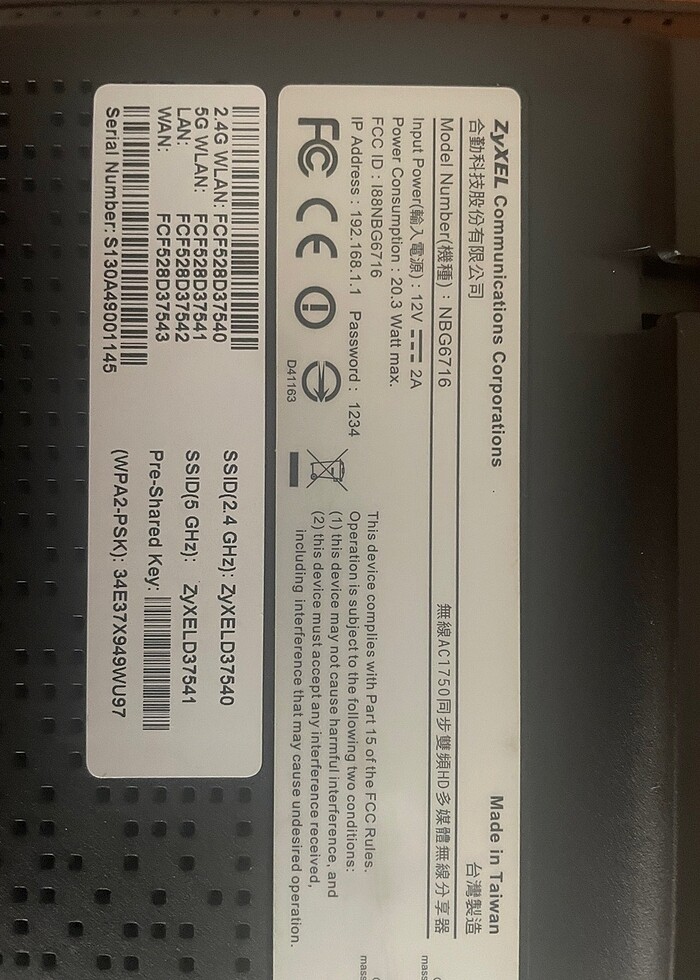 ZyXEL Communications Corporations
Made in Taiwan
合勤科技股份有限公司
台灣製造
Model Number(機種) : NBG6716
無線AC1750同步雙頻HD多媒體無線分享器
Input Power(輸入電源) : 12V 2A
Power Consumption : 20.3 Watt max.
FCC ID : I88NBG6716
IP Address : 192.168.1.1 Password : 1234
FC CE
D41163
This device complies with Part 15 of the FCC Rules.
Operation is subject to the following two conditions:
(1) this device may not cause harmful interference, and
(2) this device must accept any interference received,
including interference that may cause undesired operation.
2.4G WLAN: FCF528D37540
5G WLAN: FCF528D37541
LAN: FCF528D37542
WAN: FCF528D37543
Serial Number: S130A49001145
SSID(2.4 GHz): ZyXELD37540
SSID(5 GHz): ZyXELD37541
Pre-Shared Key:
(WPA2-PSK): 34E37X949WU97